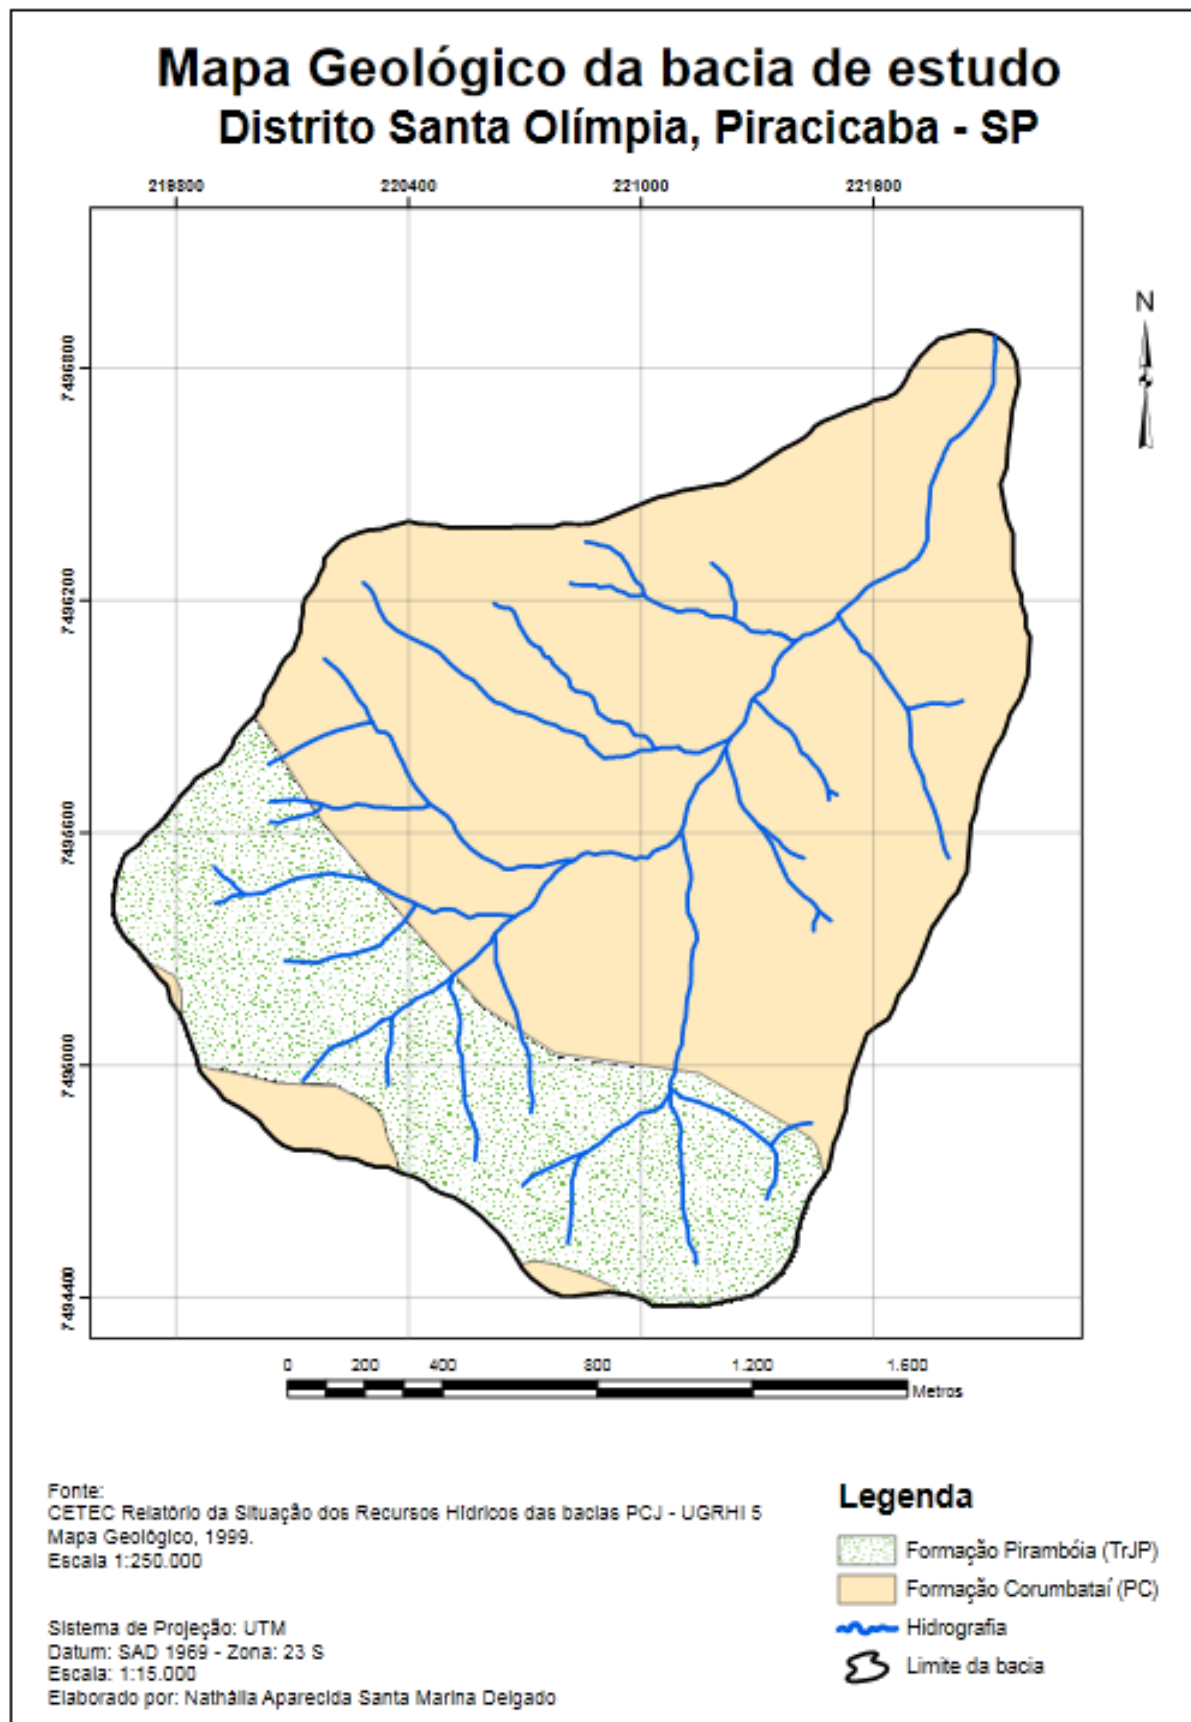 Mapa Geológico da bacia de estudo
Distrito Santa Olímpia, Piracicaba - SP
219800 220400 221000 221600
N
7496800
7496200
7495600
7495000
7494400
0 200 400 800 1.200 1.600
Metros
Fonte:
CETEC Relatório da Situação dos Recursos Hídricos das bacias PCJ - UGRHI 5
Mapa Geológico, 1999.
Escala 1:250.000
Sistema de Projeção: UTM
Datum: SAD 1969 - Zona: 23 S
Escala: 1:15.000
Elaborado por: Nathália Aparecida Santa Marina Delgado
Legenda
Formação Pirambóia (TrJP)
Formação Corumbataí (PC)
Hidrografia
Limite da bacia